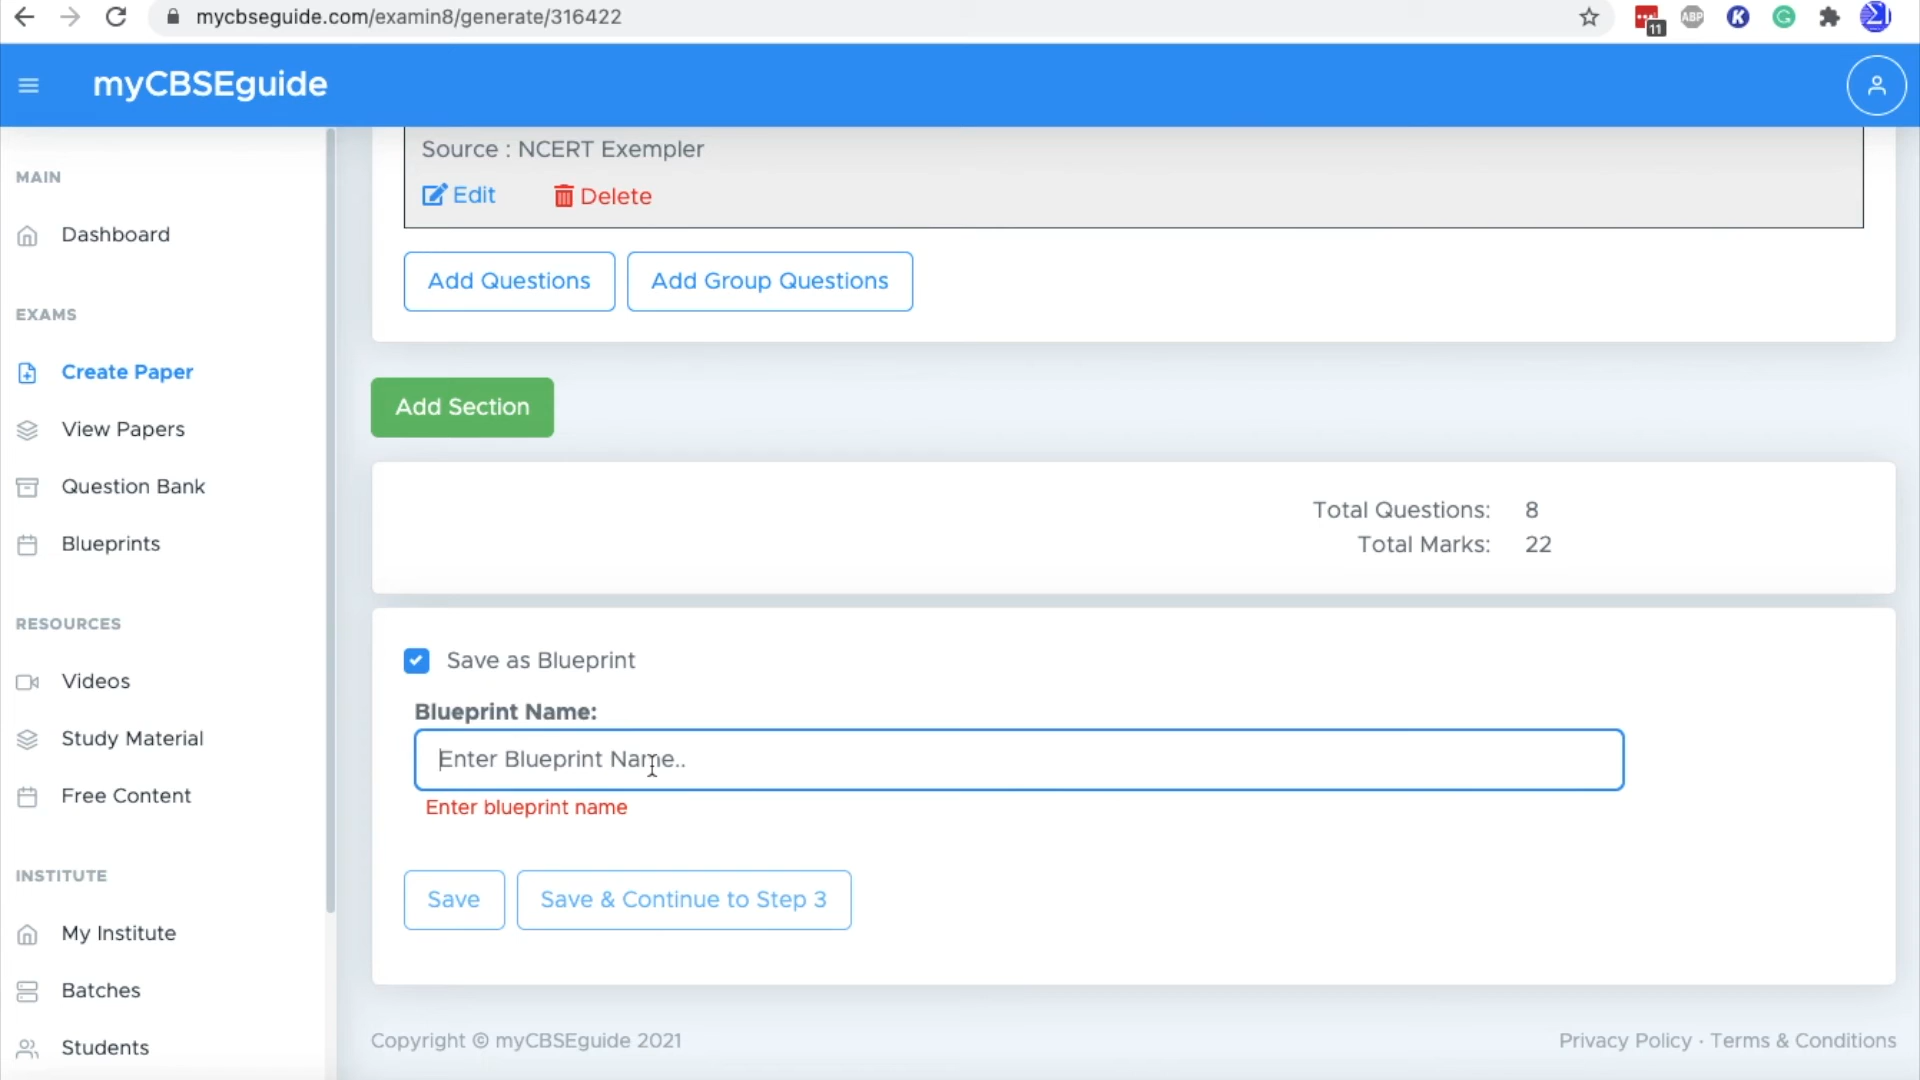 mycbseguide.com/examin8/generate/316422
11
ABP
K
G
Σ
myCBSEguide
MAIN
Dashboard
EXAMS
Create Paper
View Papers
Question Bank
Blueprints
RESOURCES
Videos
Study Material
Free Content
INSTITUTE
My Institute
Batches
Students
Source : NCERT Exempler
Edit Delete
Add Questions Add Group Questions
Add Section
Total Questions: 8
Total Marks: 22
Save as Blueprint
Blueprint Name:
Enter Blueprint Name..
Enter blueprint name
Save Save & Continue to Step 3
Copyright © myCBSEguide 2021
Privacy Policy · Terms & Conditions